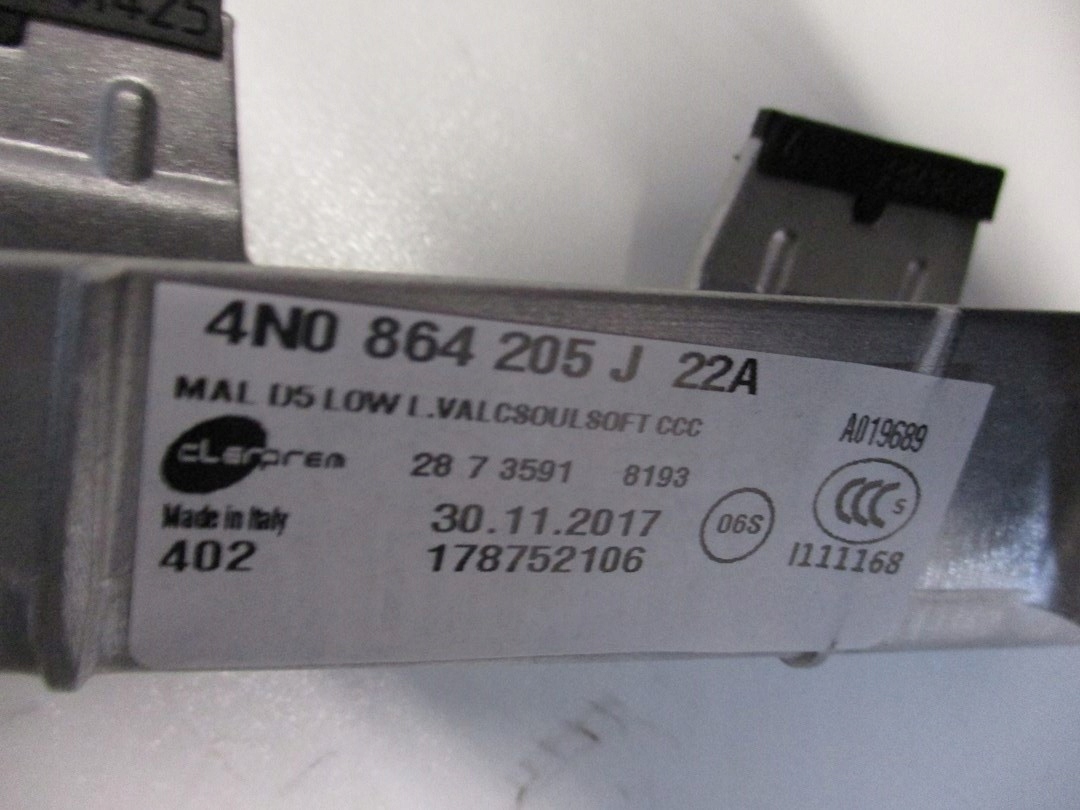 1425
4N0 864 205 J 22A
MAL D5 LOW L.VALCSOULSOFT CCC
A019689
cLerprem
28 7 3591 8193
CCC S
Made in Italy
30.11.2017
06S
402
178752106
I111168